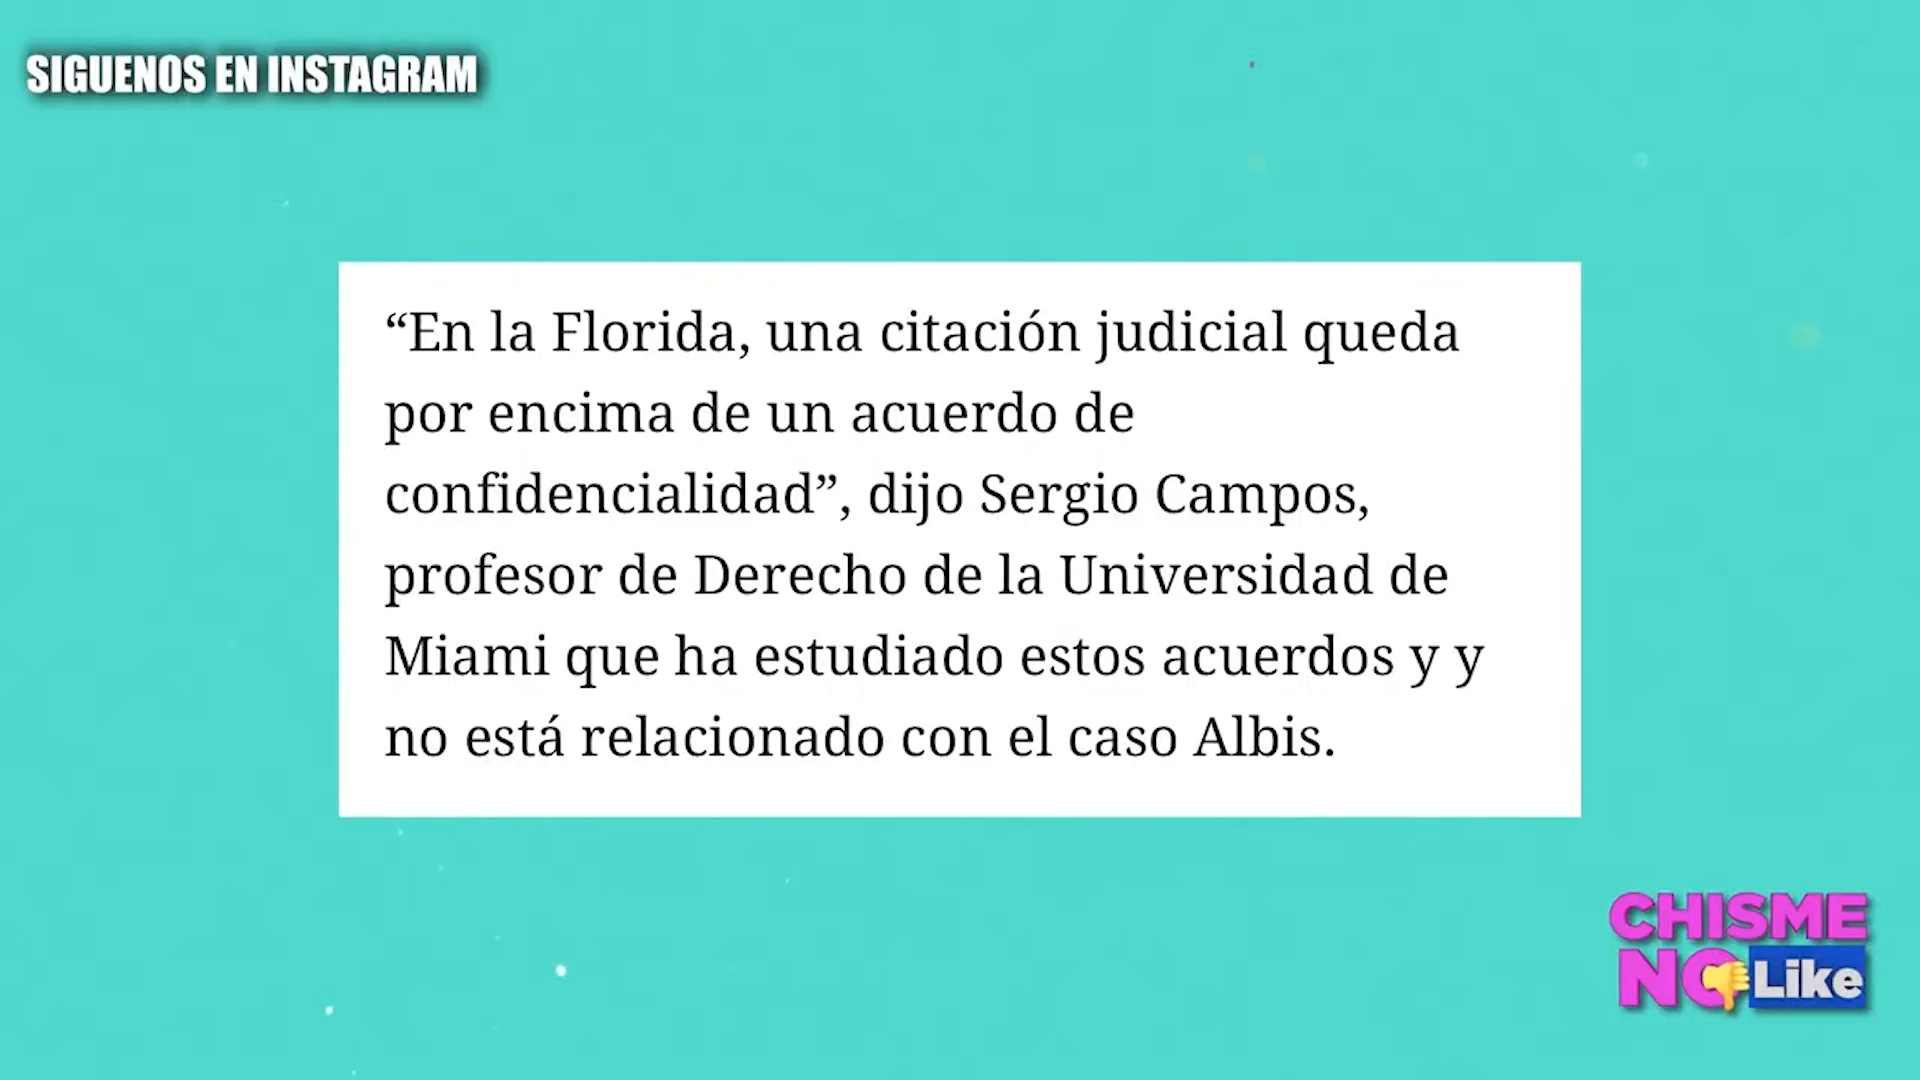 SIGUENOS EN INSTAGRAM
“En la Florida, una citación judicial queda
por encima de un acuerdo de
confidencialidad”, dijo Sergio Campos,
profesor de Derecho de la Universidad de
Miami que ha estudiado estos acuerdos y y
no está relacionado con el caso Albis.
CHISME
NO Like